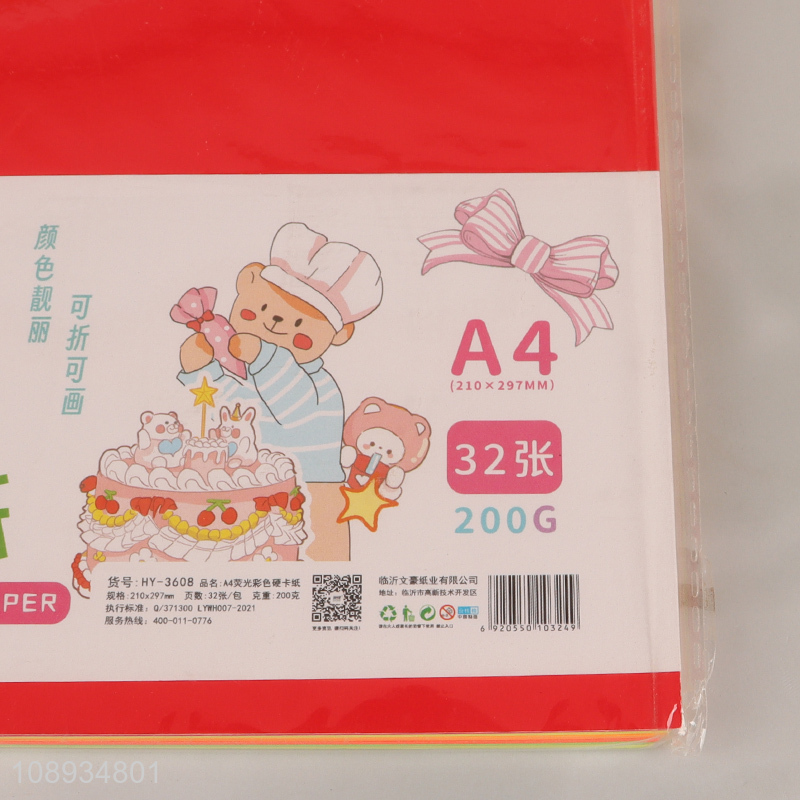 颜色靓丽
可折可画
A4
(210×297MM)
32张
200G
PER
货号: HY-3608 品名: A4荧光彩色硬卡纸
规格: 210x297mm 页数: 32张/包 克重: 200克
执行标准: Q/371300 LYWH007-2021
服务热线: 400-011-0776
临沂文豪纸业有限公司
地址: 临沂市高新技术开发区
6 920550 103249
108934801